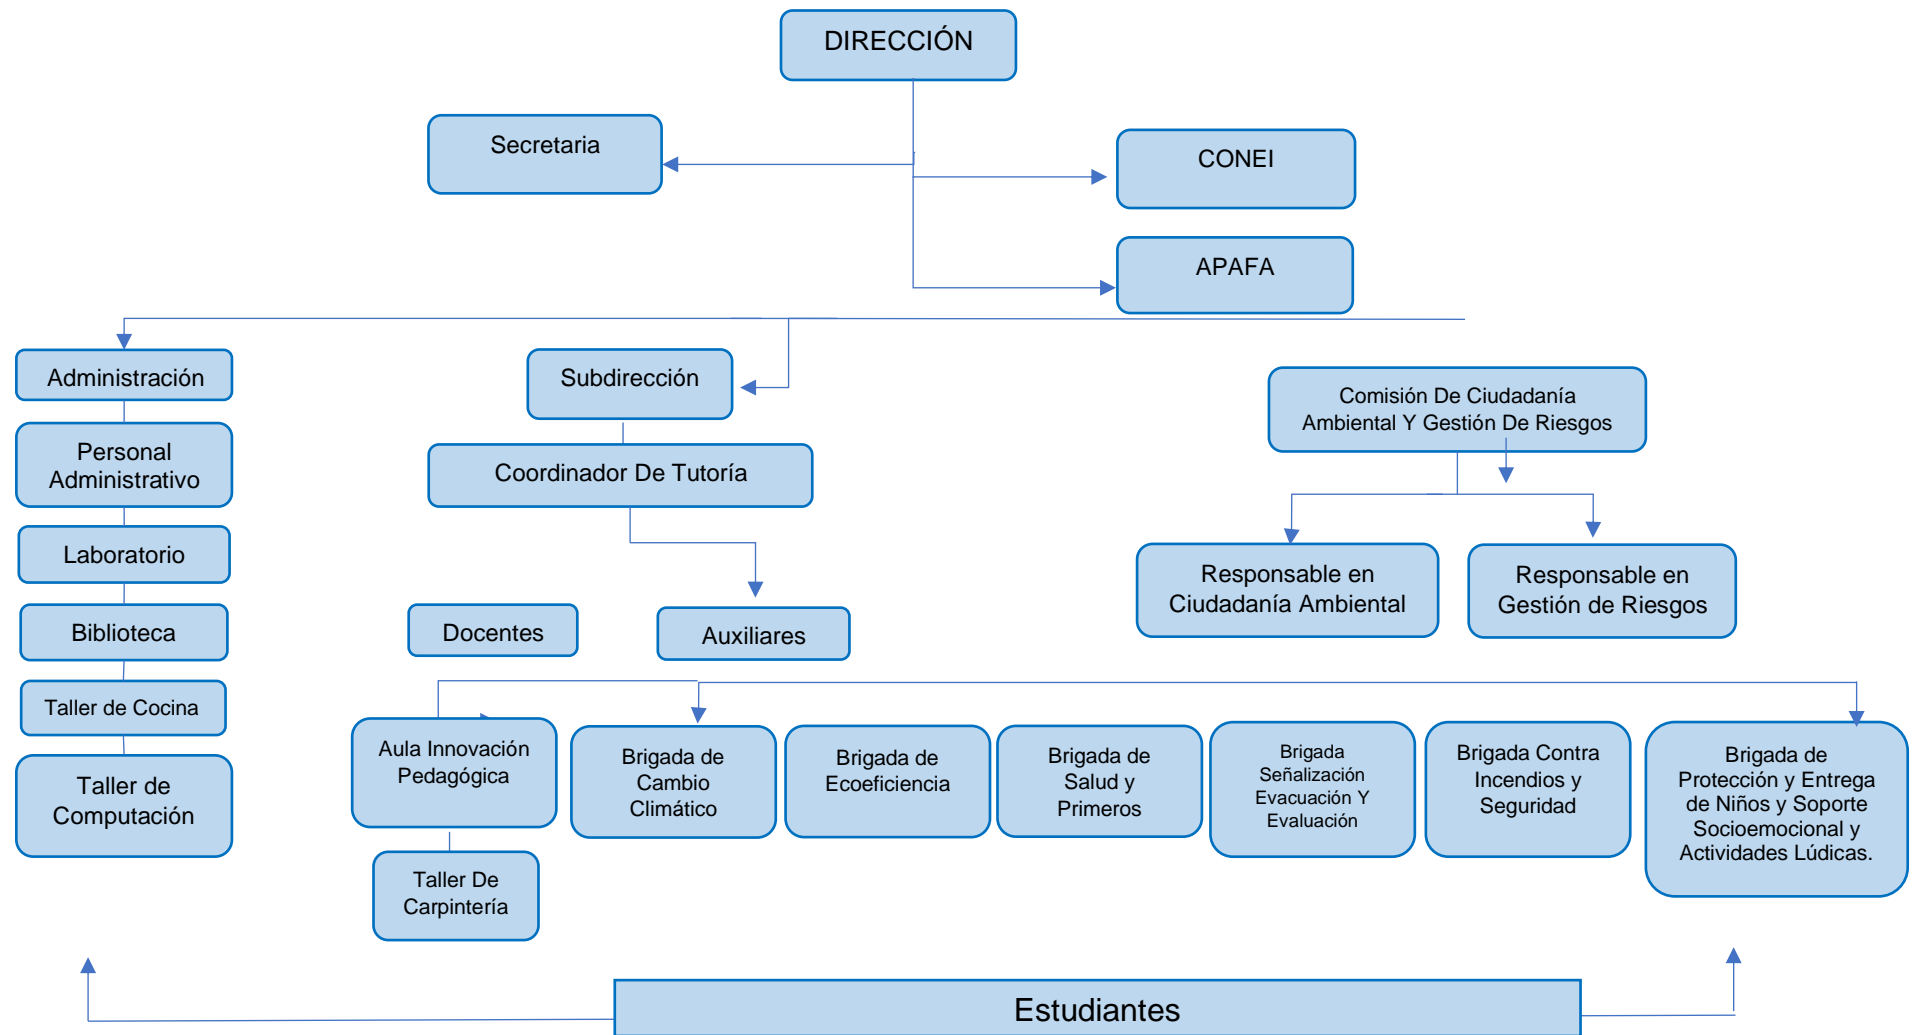 DIRECCIÓN
Secretaria
CONEI
APAFA
Administración
Subdirección
Comisión De Ciudadanía
Ambiental Y Gestión De Riesgos
Personal
Administrativo
Coordinador De Tutoría
Laboratorio
Responsable en
Ciudadanía Ambiental
Responsable en
Gestión de Riesgos
Biblioteca
Docentes
Auxiliares
Taller de Cocina
Taller de
Computación
Aula Innovación
Pedagógica
Brigada de
Cambio
Climático
Brigada de
Ecoeficiencia
Brigada de
Salud y
Primeros
Brigada
Señalización
Evacuación Y
Evaluación
Brigada Contra
Incendios y
Seguridad
Brigada de
Protección y Entrega
de Niños y Soporte
Socioemocional y
Actividades Lúdicas.
Taller De
Carpintería
Estudiantes